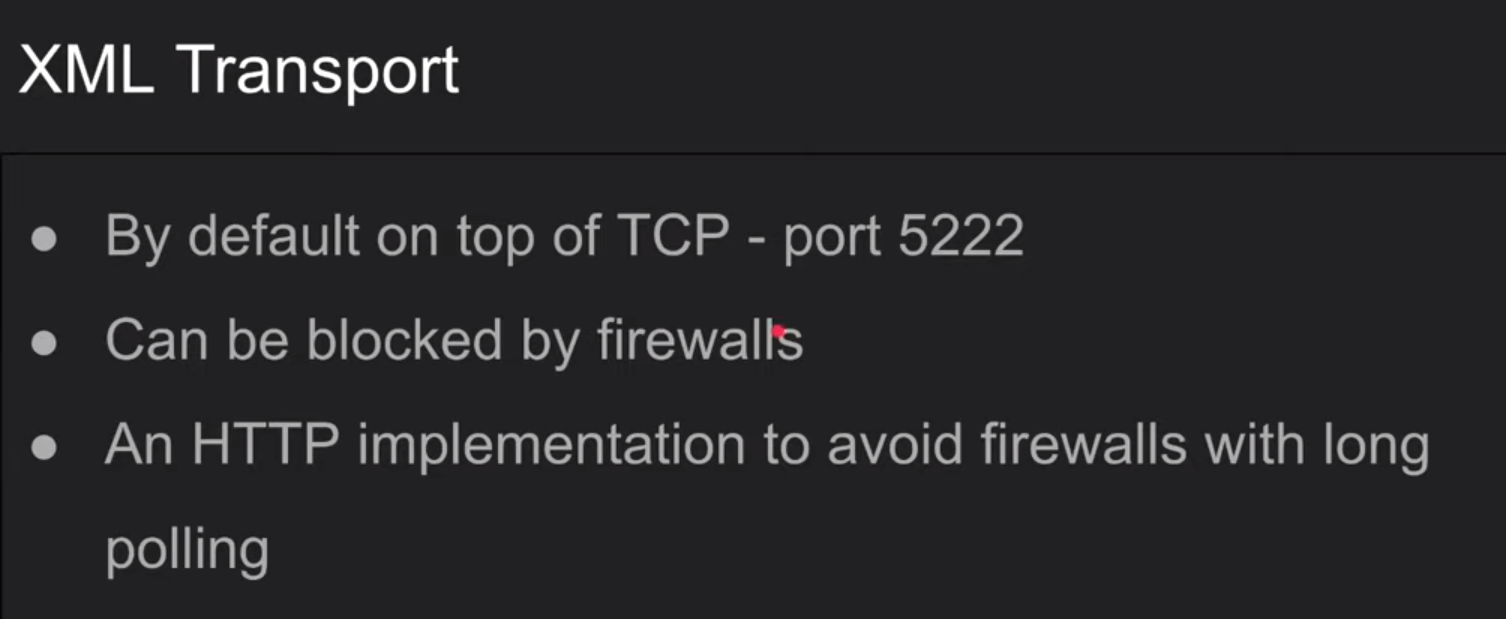 XML Transport
● By default on top of TCP - port 5222
● Can be blocked by firewalls
● An HTTP implementation to avoid firewalls with long
polling